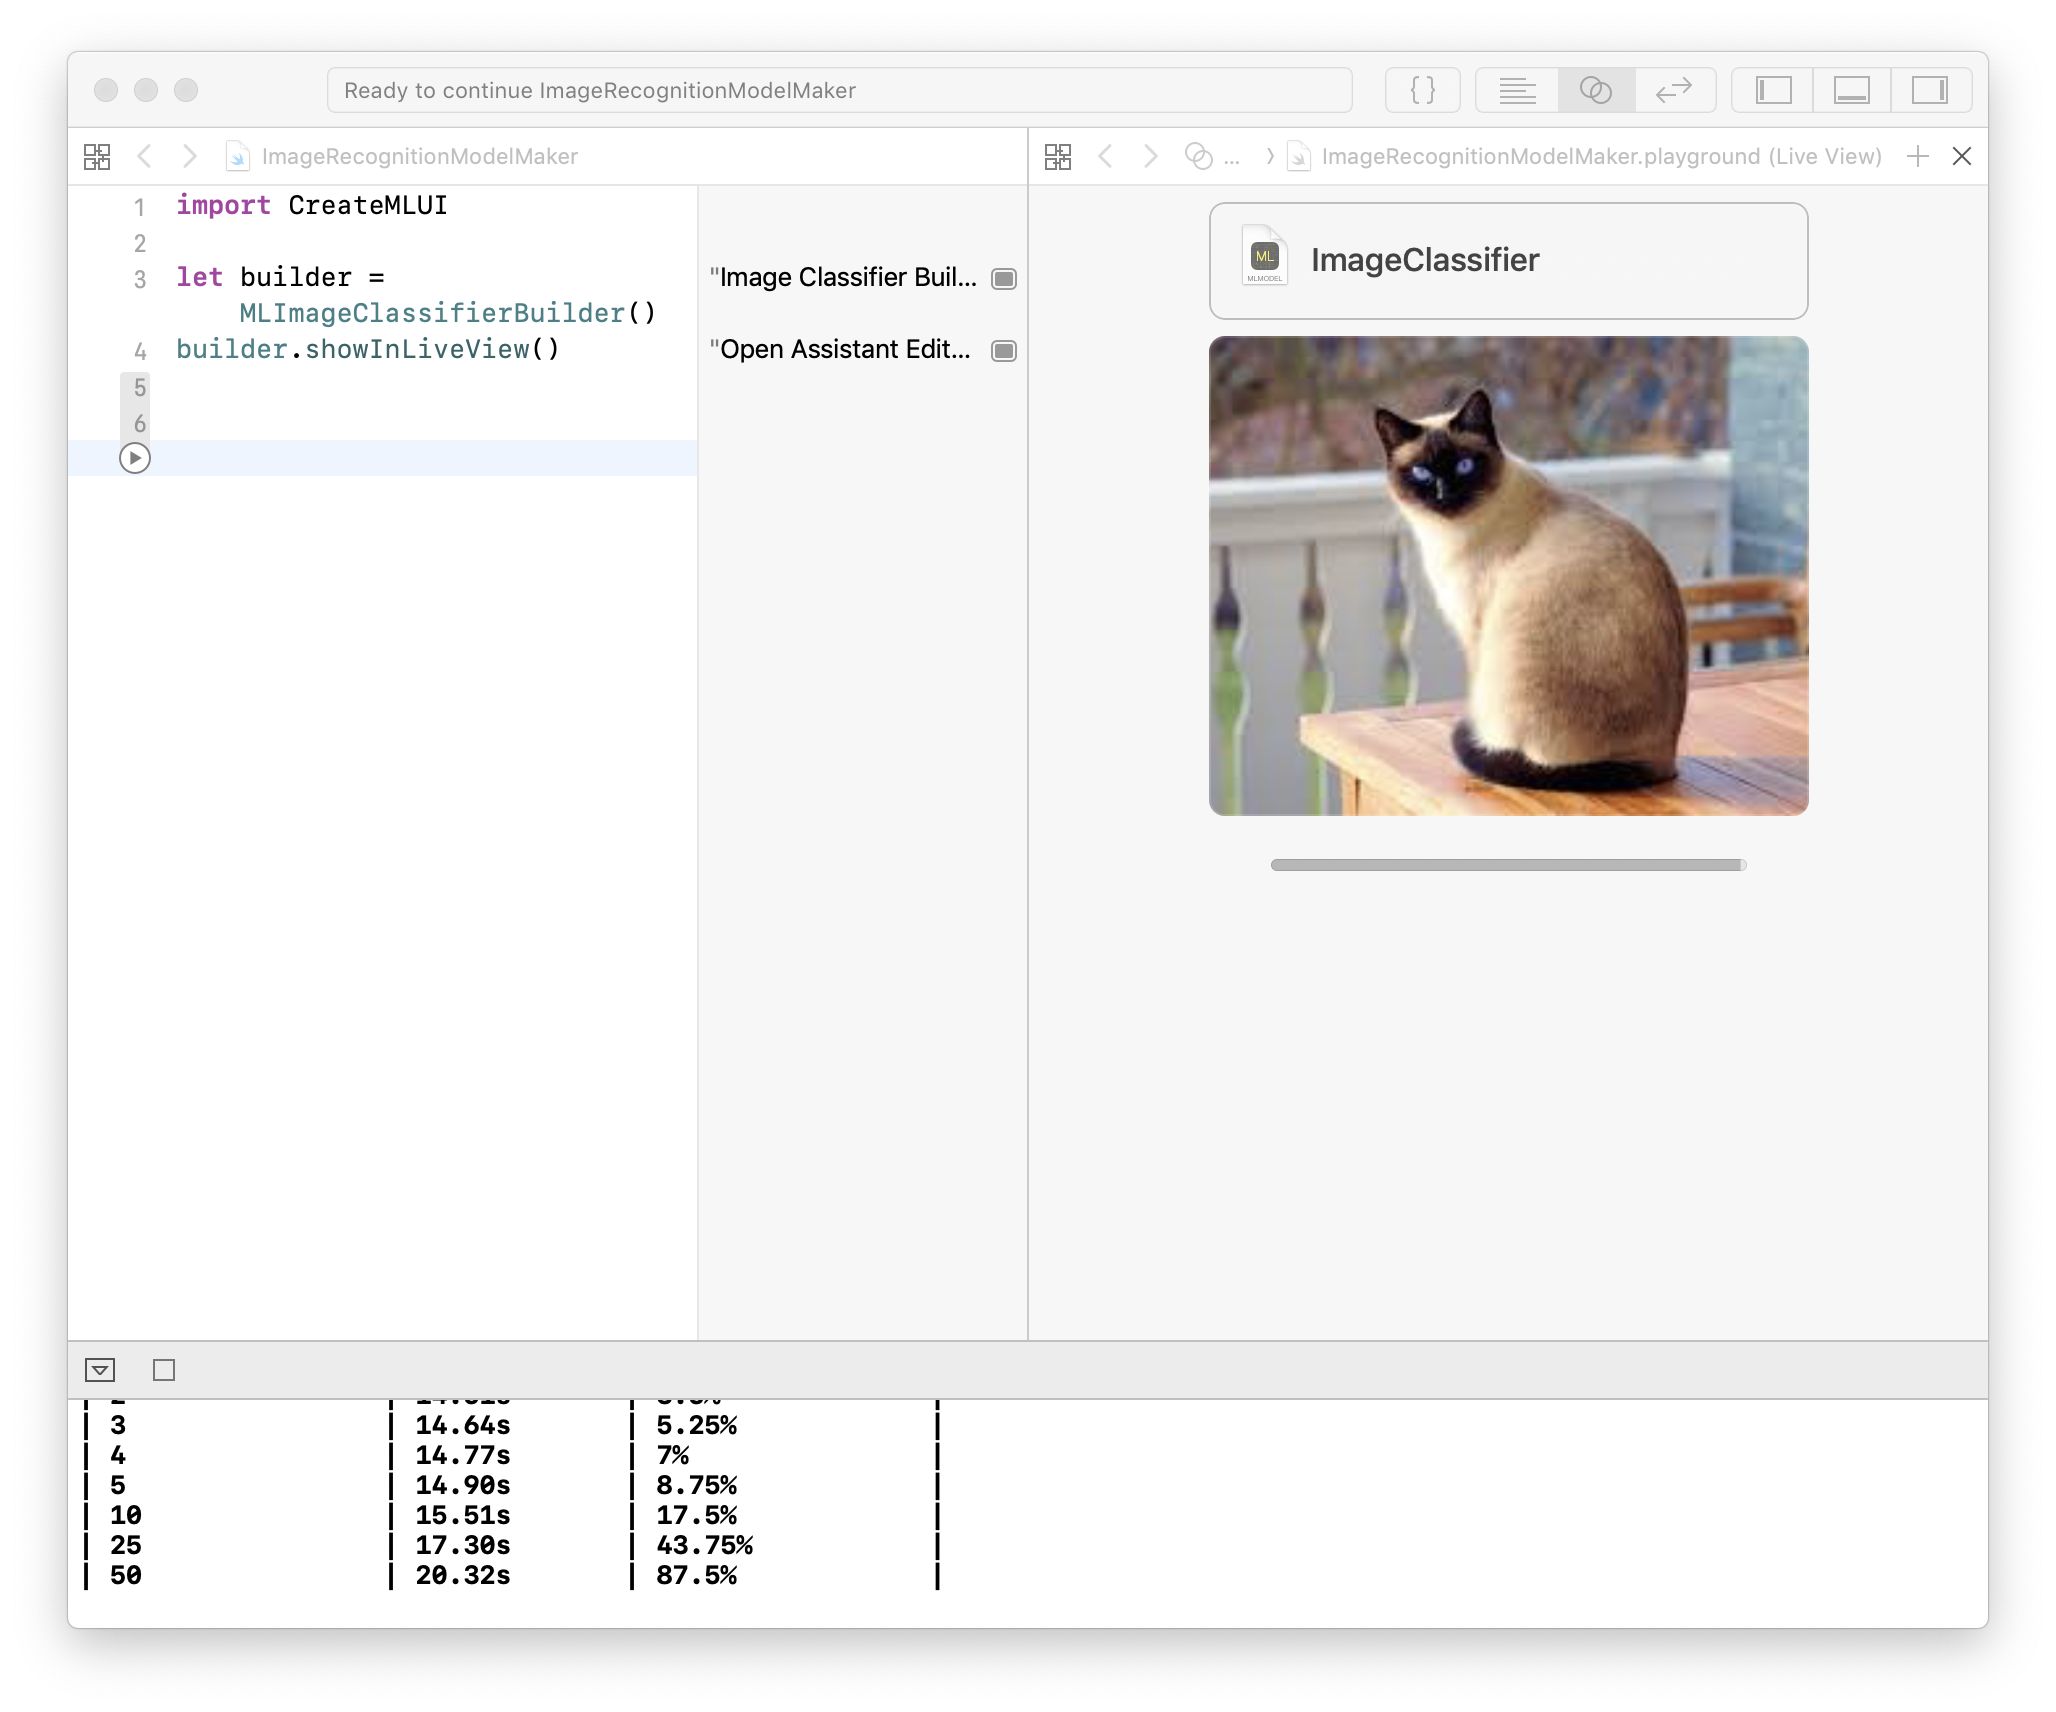 Ready to continue ImageRecognitionModelMaker
{ }
ImageRecognitionModelMaker
... ImageRecognitionModelMaker.playground (Live View)
1 import CreateMLUI
2
3 let builder =
MLImageClassifierBuilder()
4 builder.showInLiveView()
5
6
"Image Classifier Buil...
"Open Assistant Edit...
ML
MLMODEL
ImageClassifier
| 3 | 14.64s | 5.25% |
| 4 | 14.77s | 7% |
| 5 | 14.90s | 8.75% |
| 10 | 15.51s | 17.5% |
| 25 | 17.30s | 43.75% |
| 50 | 20.32s | 87.5% |